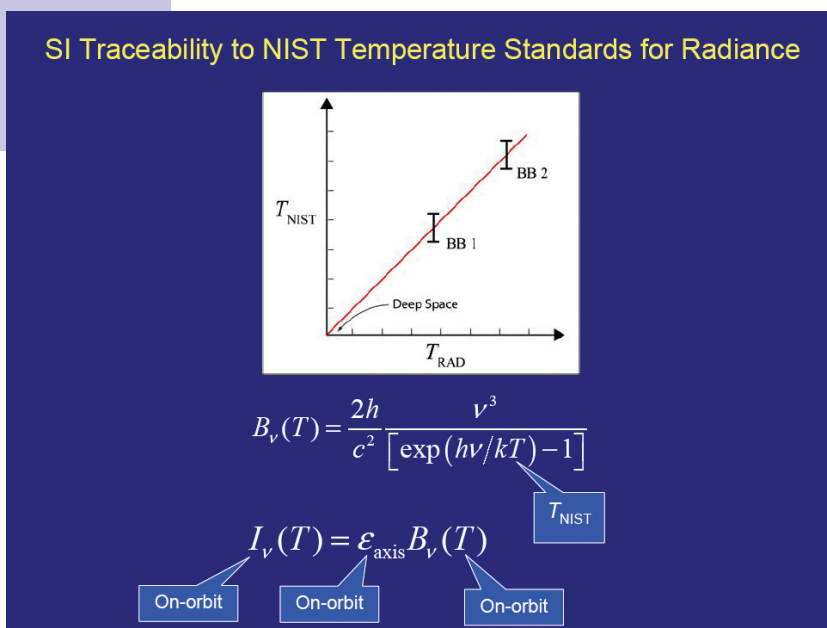 SI Traceability to NIST Temperature Standards for Radiance
BB 2
T_NIST
BB 1
Deep Space
T_RAD
B_ν(T) = 2h/c² ν³/[exp(hν/kT) − 1]
T_NIST
I_ν(T) = ε_axis B_ν(T)
On-orbit On-orbit On-orbit